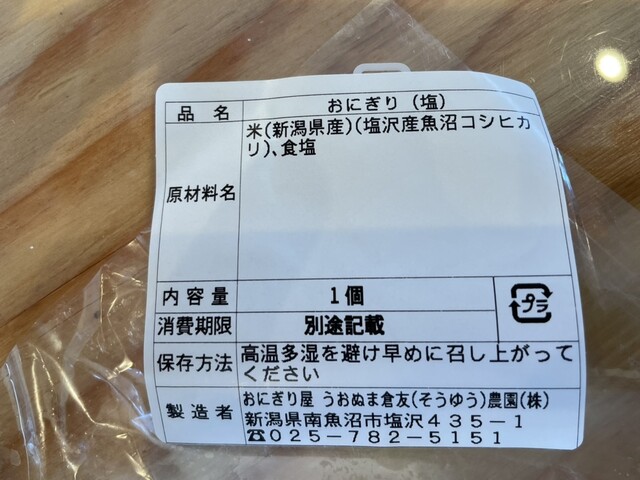 品名 おにぎり（塩）
原材料名 米(新潟県産)(塩沢産魚沼コシヒカ
リ)、食塩
内容量 1個
プラ
消費期限 別途記載
保存方法 高温多湿を避け早めに召し上がって
ください
製造者 おにぎり屋 うおぬま倉友(そうゆう)農園(株)
新潟県南魚沼市塩沢４３５－１
☎０２５－７８２－５１５１